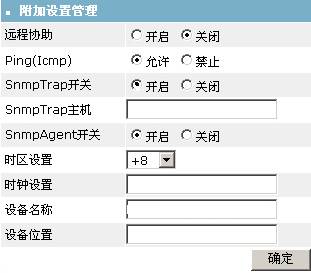 附加设置管理
远程协助 开启 关闭
Ping(Icmp) 允许 禁止
SnmpTrap开关 开启 关闭
SnmpTrap主机
SnmpAgent开关 开启 关闭
时区设置 +8
时钟设置
设备名称
设备位置
确定